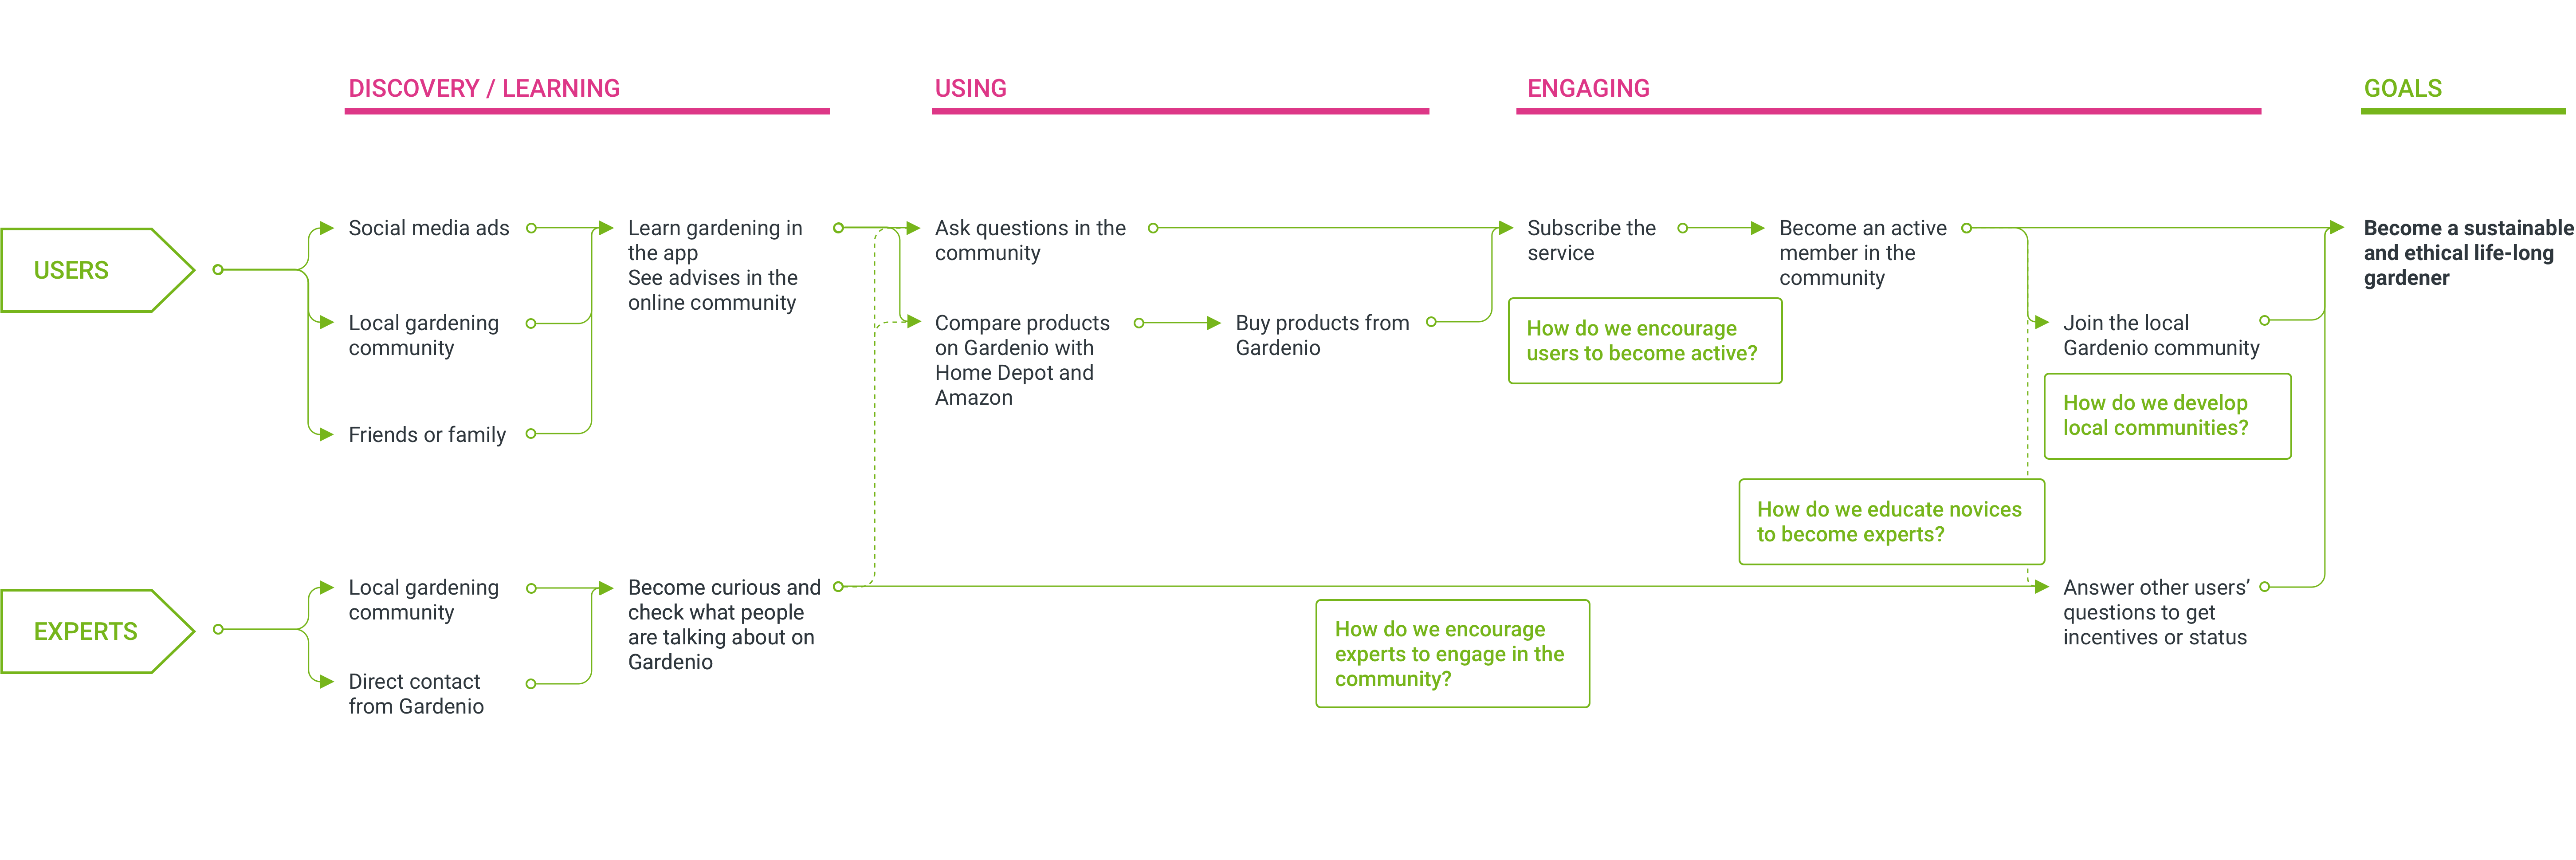 DISCOVERY / LEARNING
USING
ENGAGING
GOALS
USERS
Social media ads
Local gardening
community
Friends or family
Learn gardening in
the app
See advises in the
online community
Ask questions in the
community
Compare products
on Gardenio with
Home Depot and
Amazon
Buy products from
Gardenio
Subscribe the
service
How do we encourage
users to become active?
Become an active
member in the
community
Join the local
Gardenio community
How do we develop
local communities?
Become a sustainable
and ethical life-long
gardener
How do we educate novices
to become experts?
EXPERTS
Local gardening
community
Direct contact
from Gardenio
Become curious and
check what people
are talking about on
Gardenio
How do we encourage
experts to engage in the
community?
Answer other users’
questions to get
incentives or status